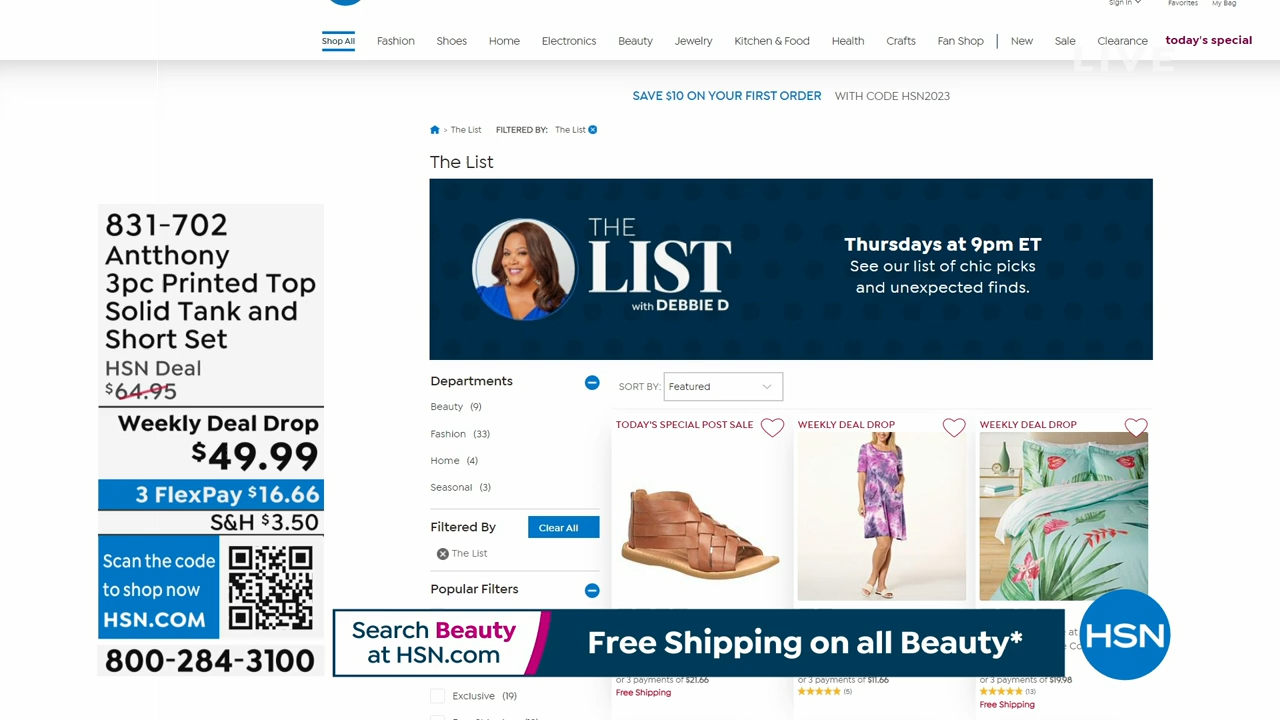 Sign In
Favorites
My Bag
Shop All
Fashion
Shoes
Home
Electronics
Beauty
Jewelry
Kitchen & Food
Health
Crafts
Fan Shop
New
Sale
Clearance
today's special
LIVE
SAVE $10 ON YOUR FIRST ORDER WITH CODE HSN2023
> The List FILTERED BY: The List
The List
THE
LIST
with DEBBIE D
Thursdays at 9pm ET
See our list of chic picks
and unexpected finds.
831-702
Antthony
3pc Printed Top
Solid Tank and
Short Set
HSN Deal
$64.95
Weekly Deal Drop
$49.99
3 FlexPay $16.66
S&H $3.50
Scan the code
to shop now
HSN.COM
800-284-3100
Departments
Beauty (9)
Fashion (33)
Home (4)
Seasonal (3)
Filtered By
Clear All
The List
Popular Filters
Exclusive (19)
SORT BY: Featured
TODAY'S SPECIAL POST SALE
WEEKLY DEAL DROP
WEEKLY DEAL DROP
or 3 payments of $21.66
Free Shipping
or 3 payments of $11.66
(5)
or 3 payments of $19.98
(13)
Free Shipping
Search Beauty
at HSN.com
Free Shipping on all Beauty*
HSN